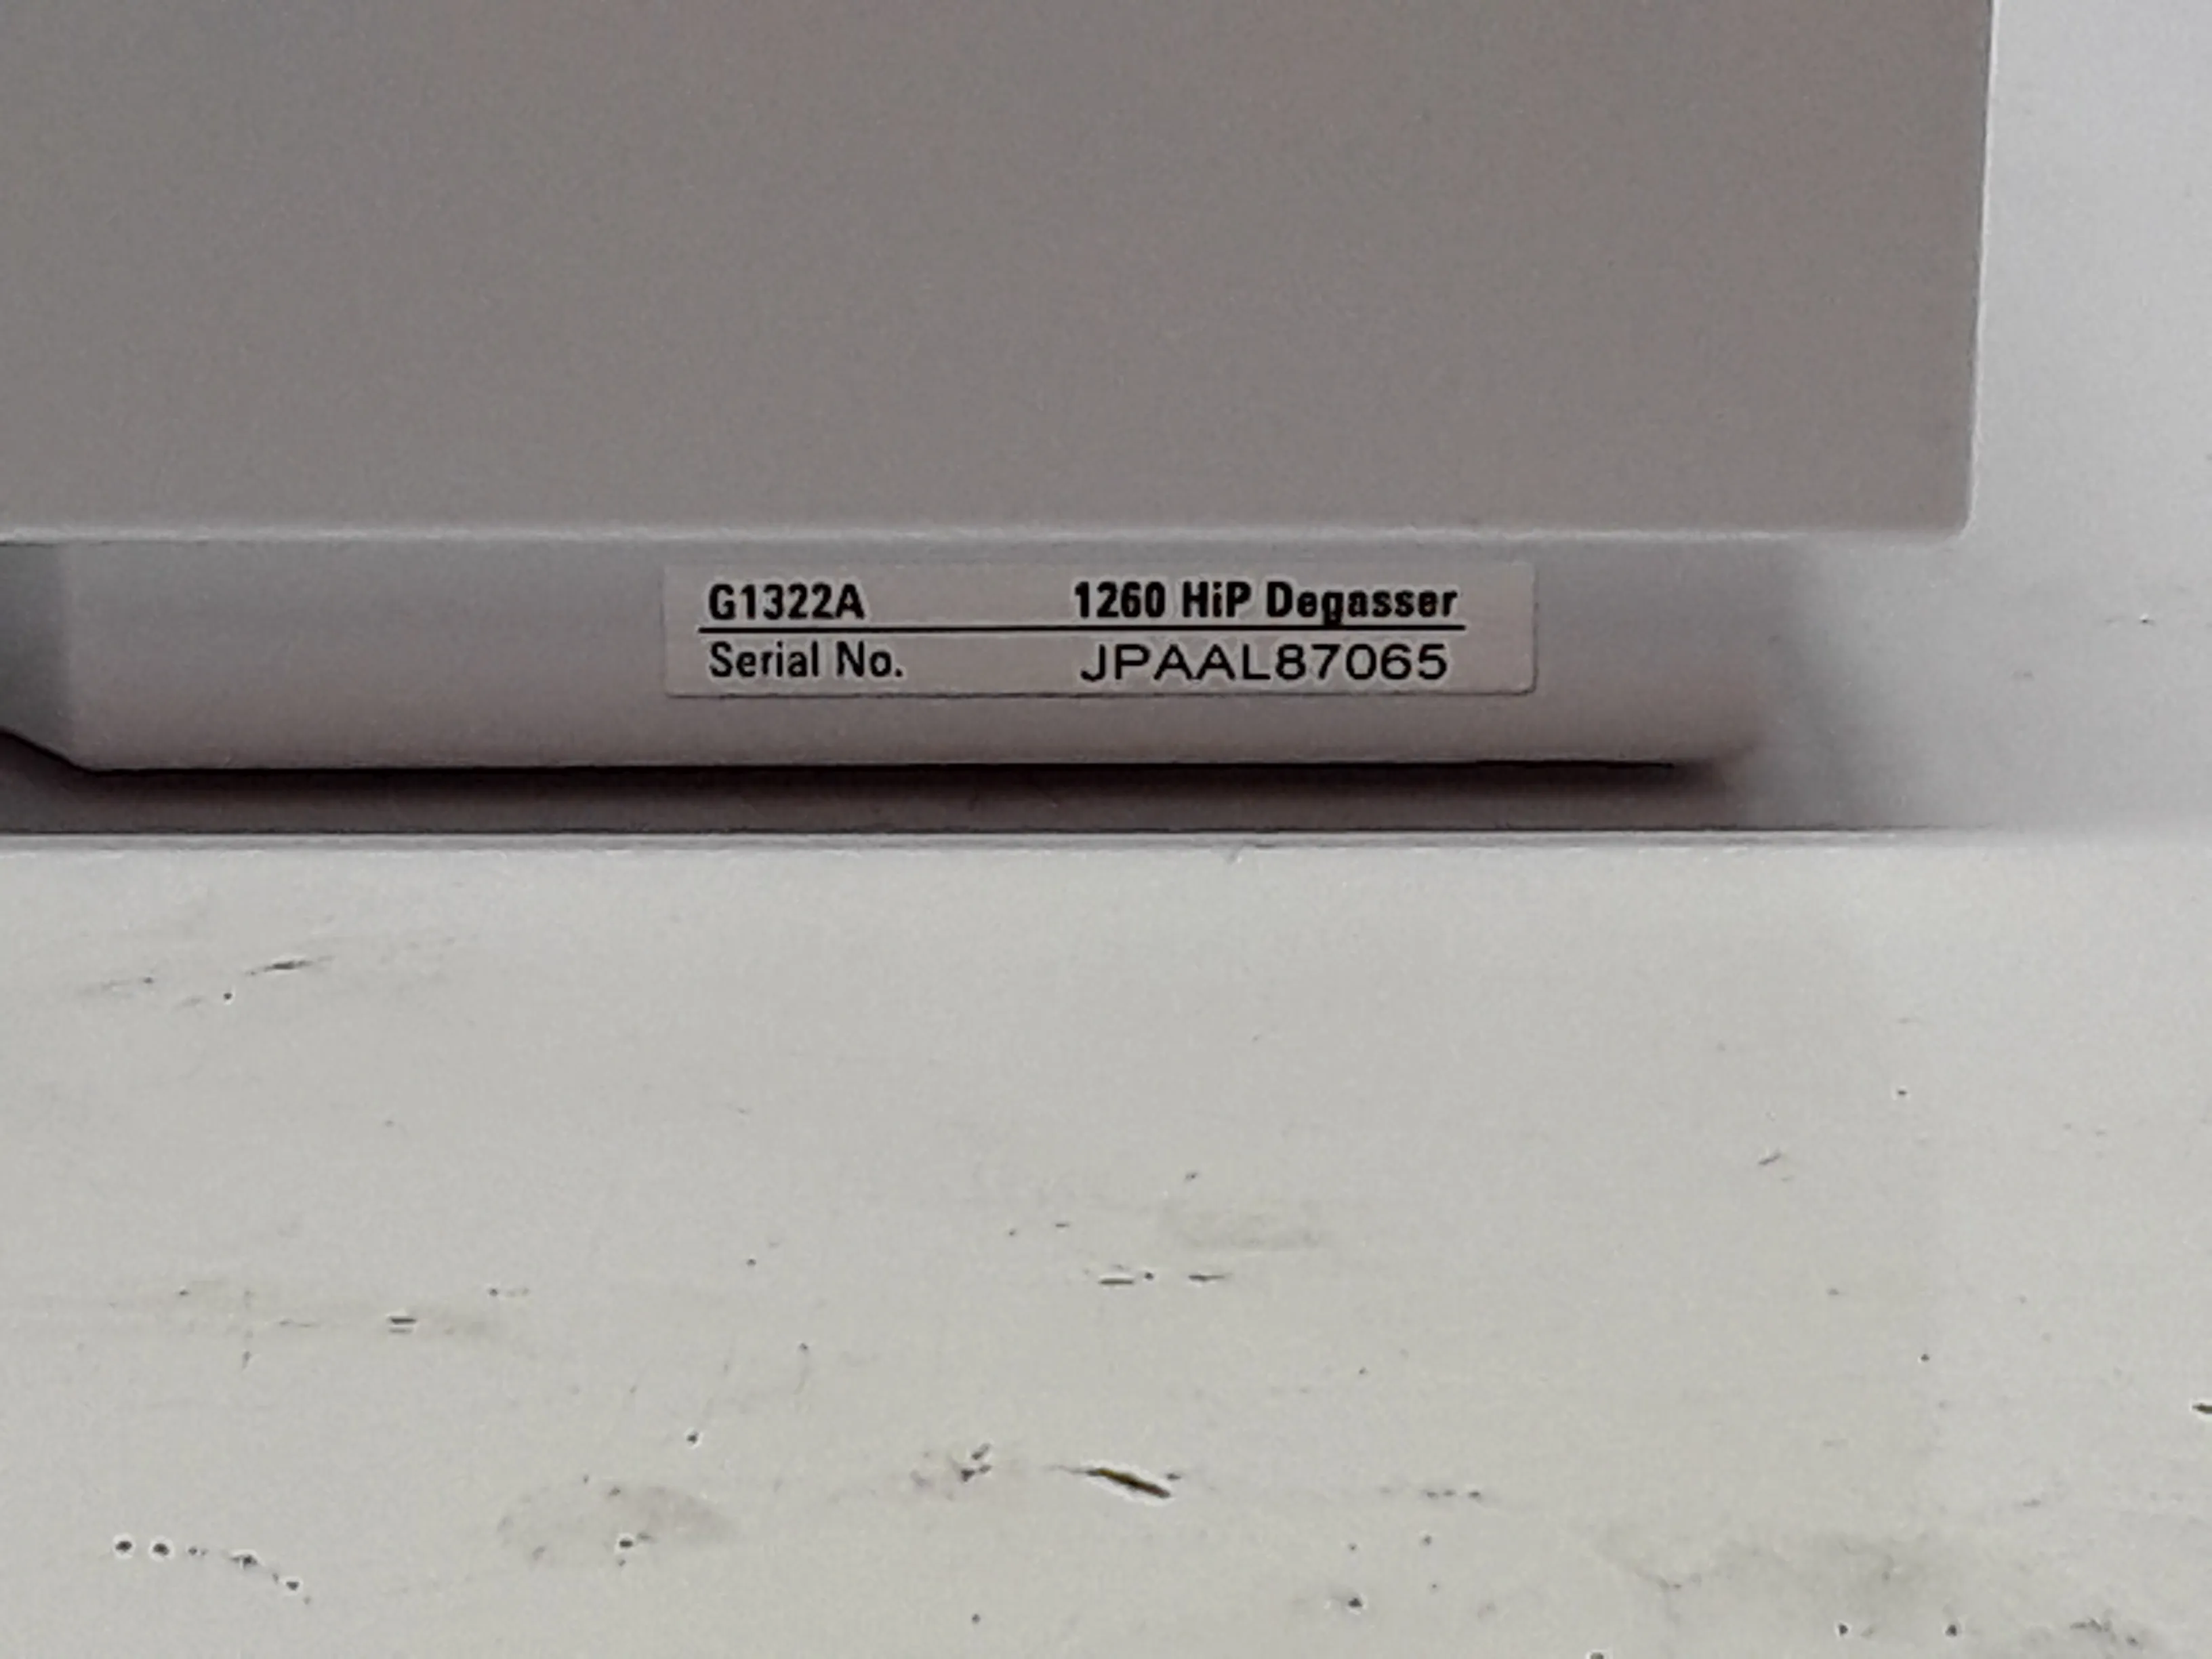 G1322A 1260 HiP Degasser
Serial No. JPAAL87065